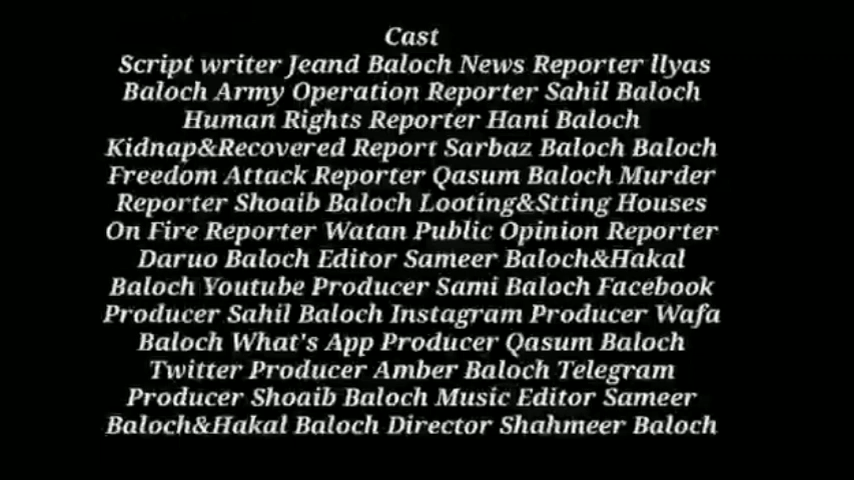 Cast
Script writer Jeand Baloch News Reporter llyas
Baloch Army Operation Reporter Sahil Baloch
Human Rights Reporter Hani Baloch
Kidnap&Recovered Report Sarbaz Baloch Baloch
Freedom Attack Reporter Qasum Baloch Murder
Reporter Shoaib Baloch Looting&Stting Houses
On Fire Reporter Watan Public Opinion Reporter
Daruo Baloch Editor Sameer Baloch&Hakal
Baloch Youtube Producer Sami Baloch Facebook
Producer Sahil Baloch Instagram Producer Wafa
Baloch What's App Producer Qasum Baloch
Twitter Producer Amber Baloch Telegram
Producer Shoaib Baloch Music Editor Sameer
Baloch&Hakal Baloch Director Shahmeer Baloch